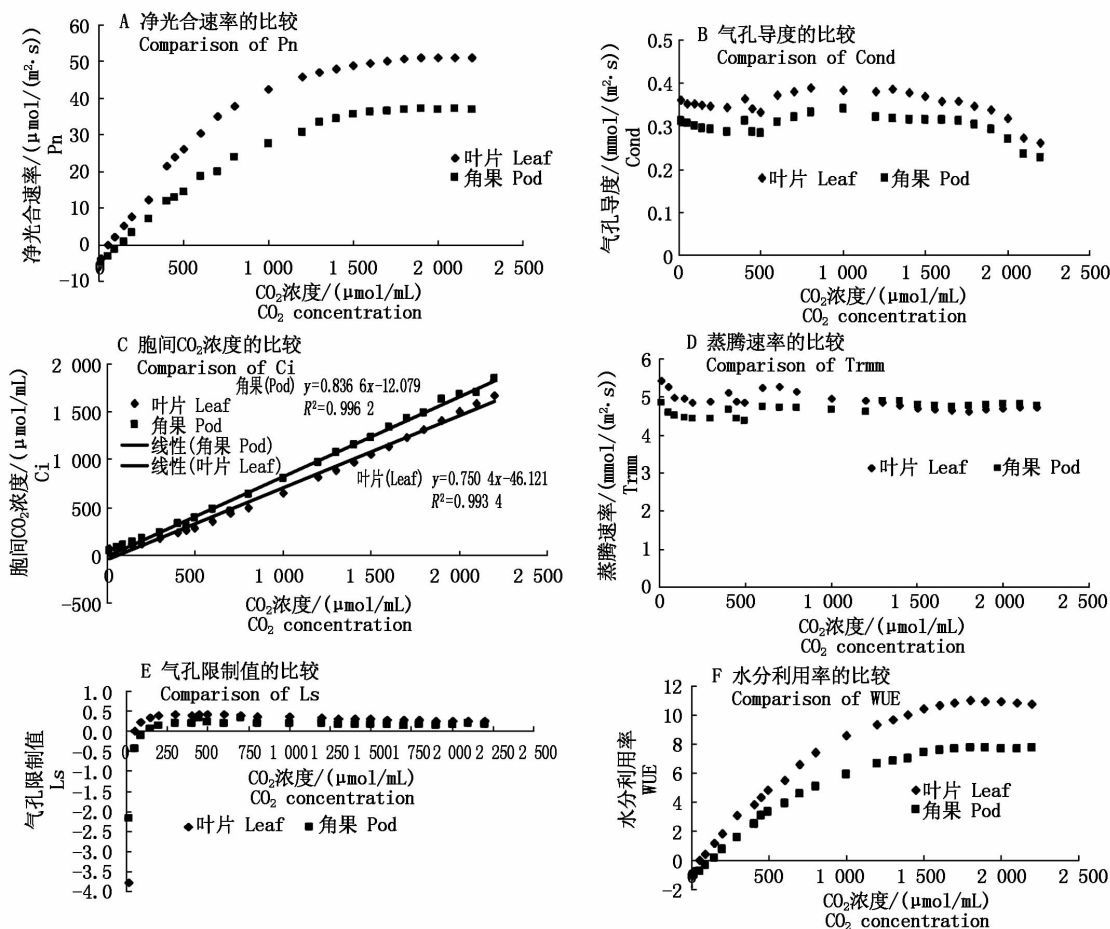 A 净光合速率的比较
Comparison of Pn
净光合速率/(μmol/(m²·s))
Pn
60
50
40
30
20
10
0
-10
500
1 000
1 500
2 000
2 500
叶片 Leaf
角果 Pod
CO₂浓度/(μmol/mL)
CO₂ concentration
B 气孔导度的比较
Comparison of Cond
气孔导度/(mmol/(m²·s))
Cond
0.5
0.4
0.3
0.2
0.1
0
0
500
1 000
1 500
2 000
2 500
叶片 Leaf 角果 Pod
CO₂浓度/(μmol/mL)
CO₂ concentration
C 胞间CO₂浓度的比较
Comparison of Ci
胞间CO₂浓度/(μmol/mL)
Ci
2 000
1 500
1 000
500
0
-500
500
1 000
1 500
2 000
2 500
叶片 Leaf
角果 Pod
线性(角果 Pod)
线性(叶片 Leaf)
角果(Pod) y=0.836 6x-12.079
R²=0.996 2
叶片(Leaf) y=0.750 4x-46.121
R²=0.993 4
CO₂浓度/(μmol/mL)
CO₂ concentration
D 蒸腾速率的比较
Comparison of Trmm
蒸腾速率/(mmol/(m²·s))
Trmm
6
5
4
3
2
1
0
0
500
1 000
1 500
2 000
2 500
叶片 Leaf 角果 Pod
CO₂浓度/(μmol/mL)
CO₂ concentration
E 气孔限制值的比较
Comparison of Ls
气孔限制值
Ls
1.0
0.5
0
-0.5
-1.0
-1.5
-2.0
-2.5
-3.0
-3.5
-4.0
250
500
750
1 000
1 250
1 500
1 750
2 000
2 250
2 500
CO₂浓度/(μmol/mL)
CO₂ concentration
叶片 Leaf 角果 Pod
F 水分利用率的比较
Comparison of WUE
水分利用率
WUE
12
10
8
6
4
2
0
-2
500
1 000
1 500
2 000
2 500
叶片 Leaf
角果 Pod
CO₂浓度/(μmol/mL)
CO₂ concentration